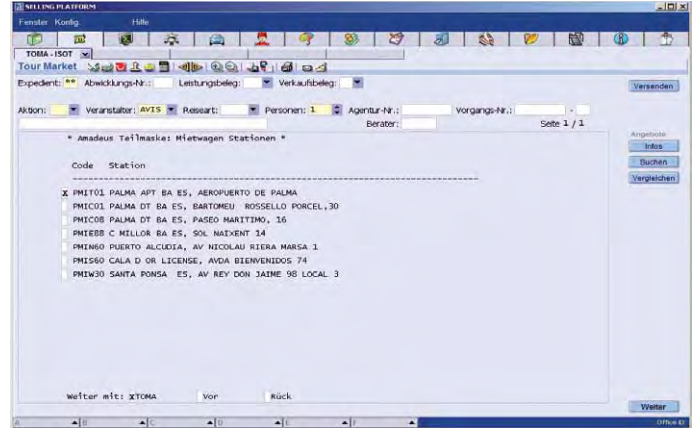 SELLING PLATFORM
Fenster Konfig. Hilfe
TOMA - ISOT
Tour Market
Expedient: ** Abwicklungs-Nr.: Leistungsbeleg: Verkaufsbeleg:
Versenden
Aktion: Veranstalter: AVIS Reiseart: Personen: 1 Agentur-Nr.: Vorgangs-Nr.: -
Berater: Seite 1 / 1
* Amadeus Teilmaske: Mietwagen Stationen *
Angebote
Infos
Buchen
Vergleichen
Code Station
X PMIT01 PALMA APT BA ES, AEROPUERTO DE PALMA
PMIC01 PALMA DT BA ES, BARTOMEU ROSSELLO PORCEL,30
PMIC08 PALMA DT BA ES, PASEO MARITIMO, 16
PMIE88 C MILLOR BA ES, SOL NAIXENT 14
PMIN60 PUERTO ALCUDIA, AV NICOLAU RIERA MARSA 1
PMIS60 CALA D OR LICENSE, AVDA BIENVENIDOS 74
PMIW30 SANTA PONSA ES, AV REY DON JAIME 98 LOCAL 3
Weiter mit: XTOMA Vor Rück
Weiter
A B C D E F Office ID